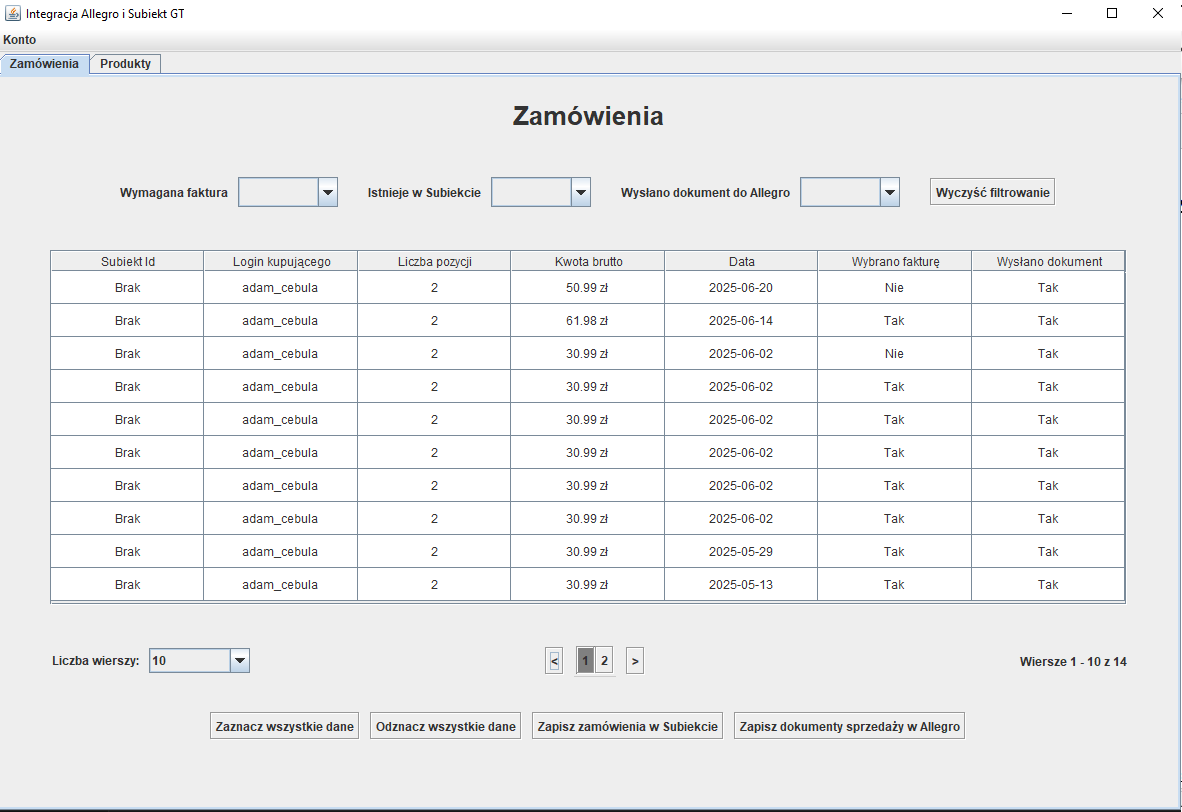 Integracja Allegro i Subiekt GT
Konto
Zamówienia Produkty
Zamówienia
Wymagana faktura Istnieje w Subiekcie Wysłano dokument do Allegro Wyczyść filtrowanie
Subiekt Id Login kupującego Liczba pozycji Kwota brutto Data Wybrano fakturę Wysłano dokument
Brak adam_cebula 2 50.99 zł 2025-06-20 Nie Tak
Brak adam_cebula 2 61.98 zł 2025-06-14 Tak Tak
Brak adam_cebula 2 30.99 zł 2025-06-02 Nie Tak
Brak adam_cebula 2 30.99 zł 2025-06-02 Tak Tak
Brak adam_cebula 2 30.99 zł 2025-06-02 Tak Tak
Brak adam_cebula 2 30.99 zł 2025-06-02 Tak Tak
Brak adam_cebula 2 30.99 zł 2025-06-02 Tak Tak
Brak adam_cebula 2 30.99 zł 2025-06-02 Tak Tak
Brak adam_cebula 2 30.99 zł 2025-05-29 Tak Tak
Brak adam_cebula 2 30.99 zł 2025-05-13 Tak Tak
Liczba wierszy: 10 < 1 2 > Wiersze 1 - 10 z 14
Zaznacz wszystkie dane Odznacz wszystkie dane Zapisz zamówienia w Subiekcie Zapisz dokumenty sprzedaży w Allegro